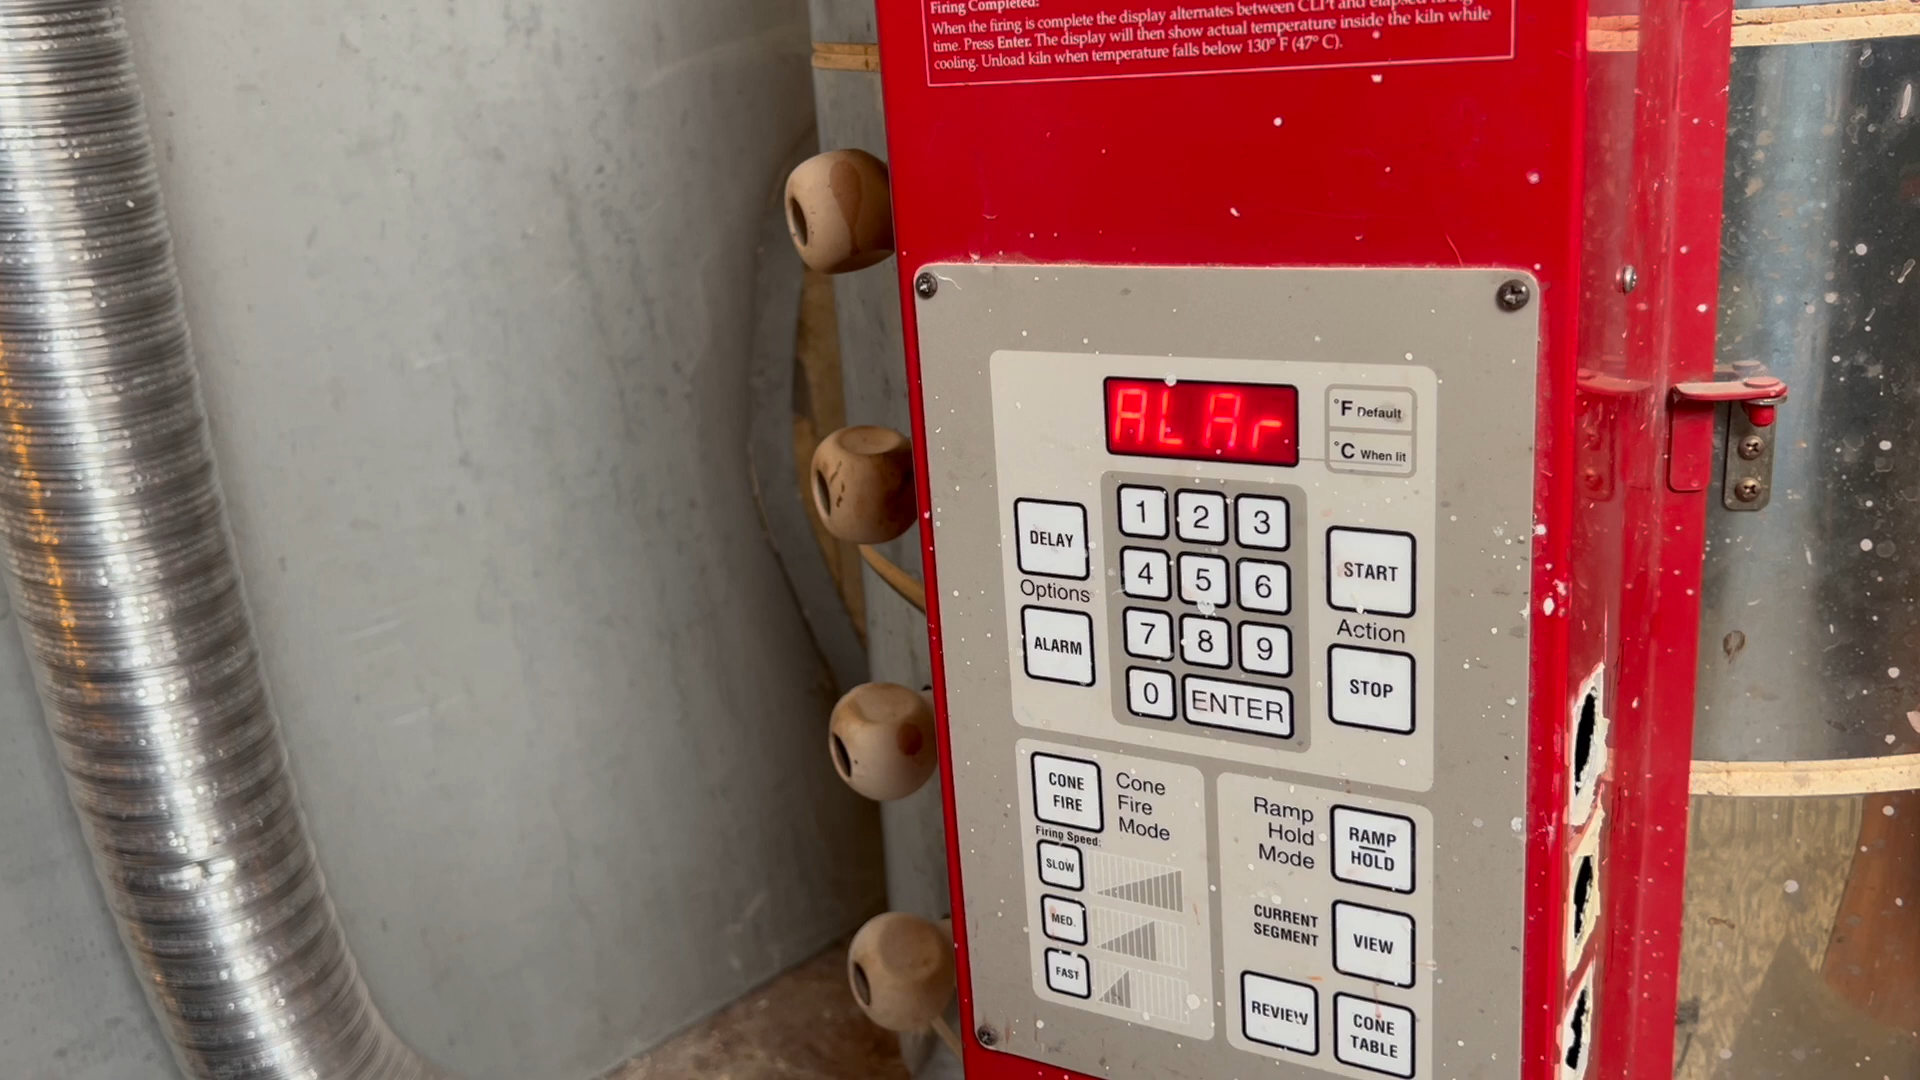 Firing Completed:
When the firing is complete the display alternates between CLPt and elapsed firing
time. Press Enter. The display will then show actual temperature inside the kiln while
cooling. Unload kiln when temperature falls below 130° F (47° C).
ALAr
°F Default
°C When lit
DELAY
Options
ALARM
1 2 3
4 5 6
7 8 9
0 ENTER
START
Action
STOP
CONE
FIRE
Cone
Fire
Mode
Firing Speed:
SLOW
MED.
FAST
Ramp
Hold
Mode
RAMP
HOLD
CURRENT
SEGMENT
VIEW
REVIEW
CONE
TABLE